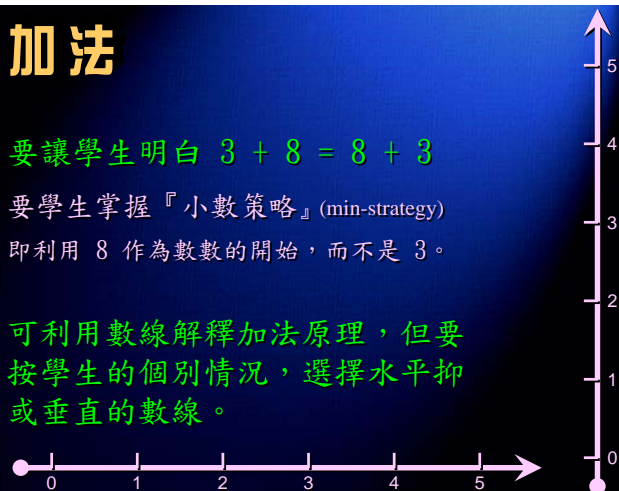 加法
要讓學生明白 3 + 8 = 8 + 3
要學生掌握『小數策略』(min-strategy)
即利用 8 作為數數的開始，而不是 3。
可利用數線解釋加法原理，但要
按學生的個別情況，選擇水平抑
或垂直的數線。
0 1 2 3 4 5
5
4
3
2
1
0